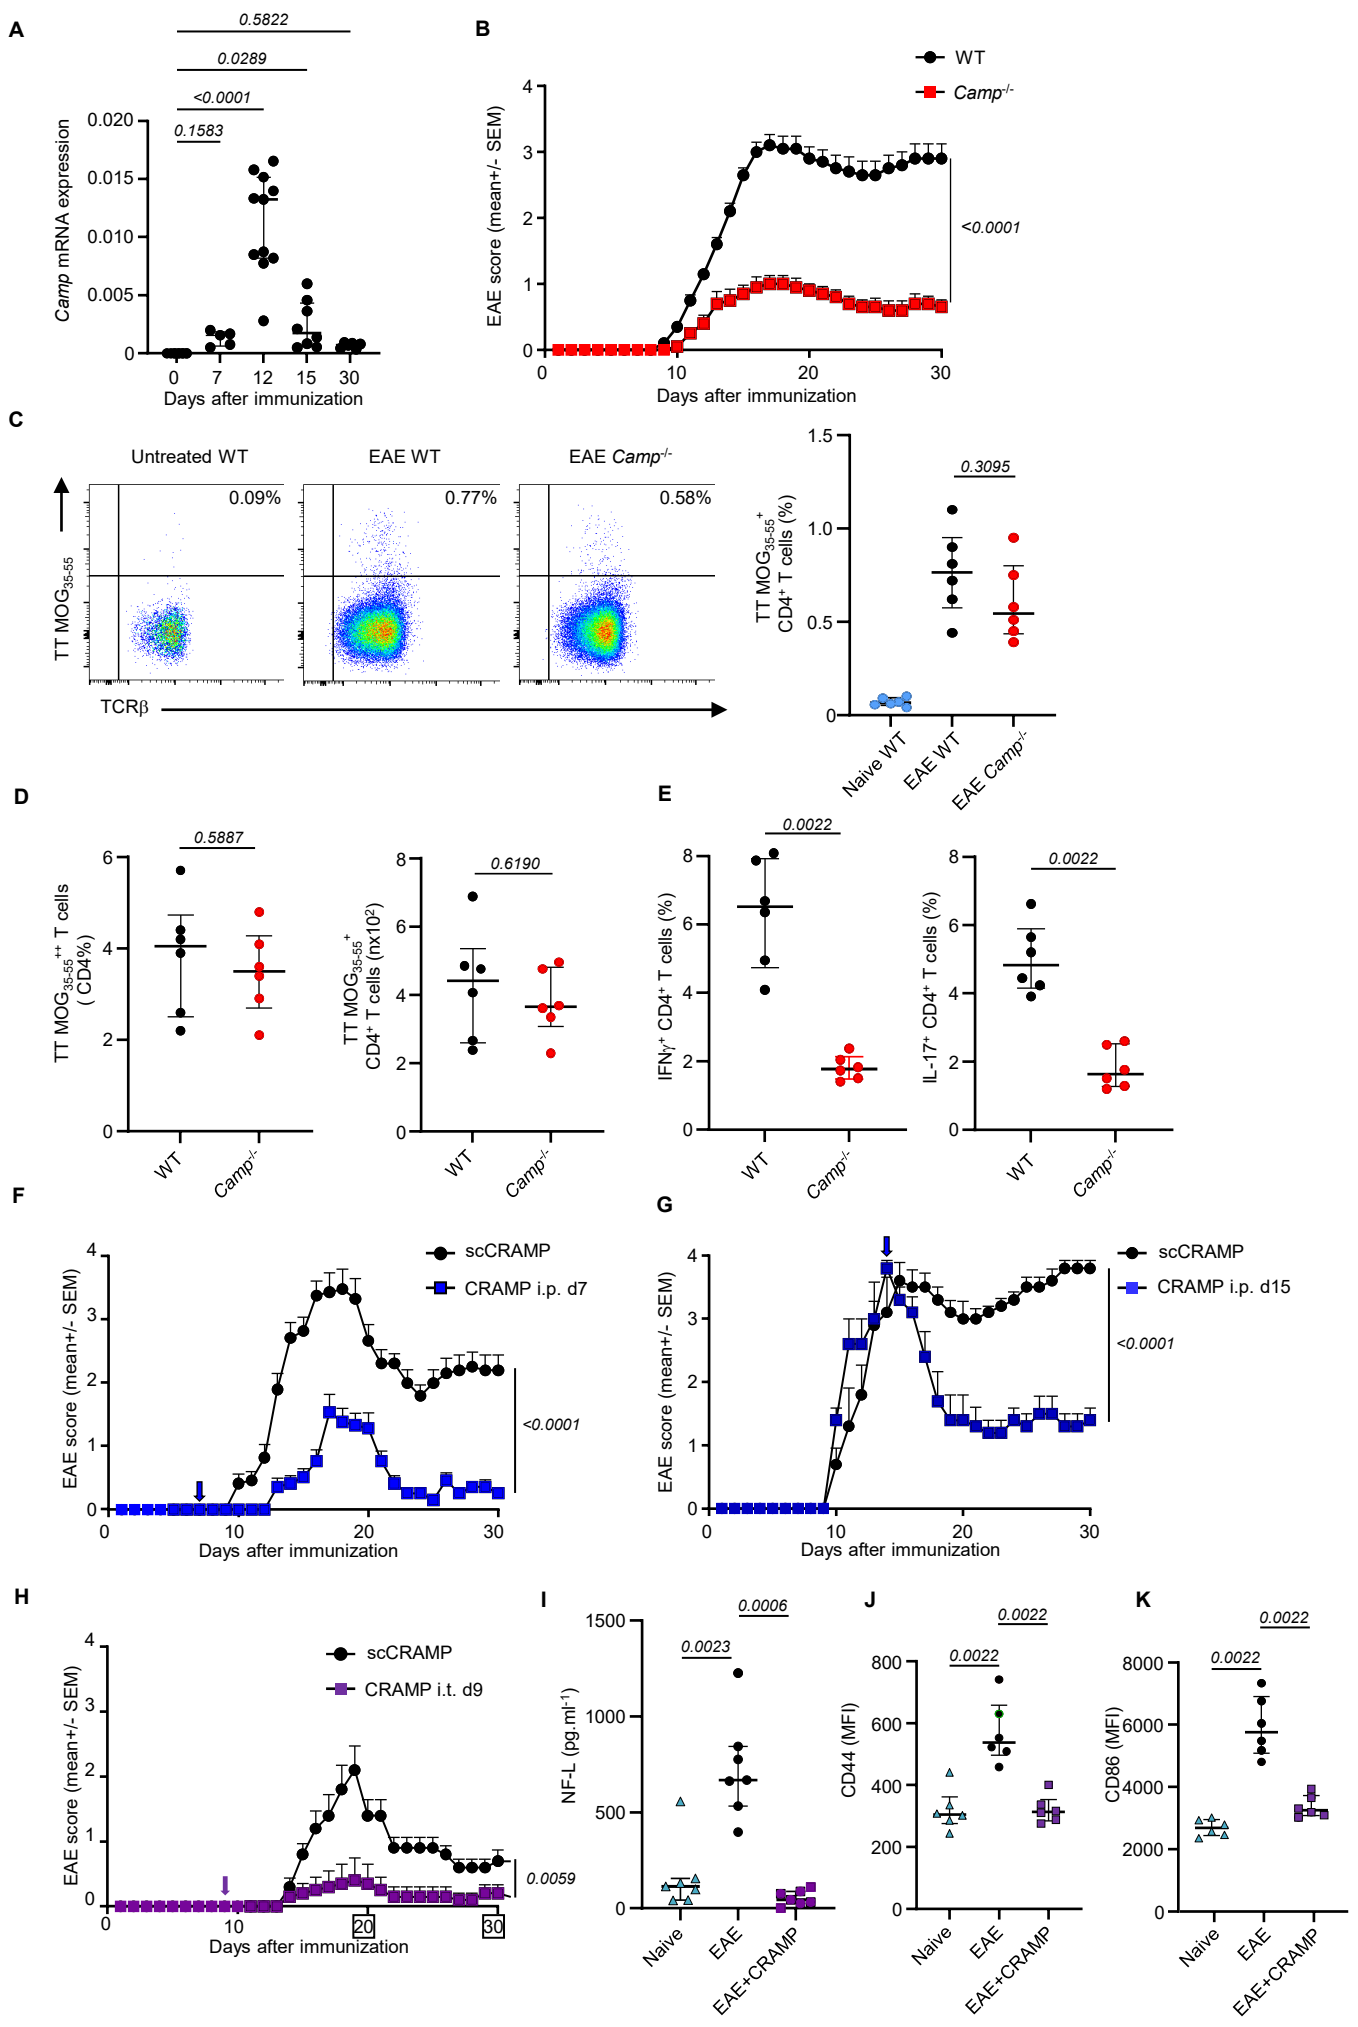 A
0.5822
0.0289
<0.0001
0.1583
Camp mRNA expression
0.020
0.015
0.010
0.005
0
0 7 12 15 30
Days after immunization
B
WT
Camp-/-
EAE score (mean+/- SEM)
4
3
2
1
0
<0.0001
0 10 20 30
Days after immunization
C
Untreated WT
EAE WT
EAE Camp-/-
0.09%
0.77%
0.58%
TT MOG35-55
TCRβ
TT MOG35-55+
CD4+ T cells (%)
1.5
1.0
0.5
0
0.3095
Naive WT
EAE WT
EAE Camp-/-
D
0.5887
TT MOG35-55++ T cells
( CD4%)
6
4
2
0
WT
Camp-/-
0.6190
TT MOG35-55+
CD4+ T cells (nx10²)
8
6
4
2
0
WT
Camp-/-
E
0.0022
IFNγ+ CD4+ T cells (%)
8
6
4
2
0
WT
Camp-/-
0.0022
IL-17+ CD4+ T cells (%)
8
6
4
2
0
WT
Camp-/-
F
scCRAMP
CRAMP i.p. d7
EAE score (mean+/- SEM)
4
3
2
1
0
<0.0001
0 10 20 30
Days after immunization
G
scCRAMP
CRAMP i.p. d15
EAE score (mean+/- SEM)
4
3
2
1
0
<0.0001
0 10 20 30
Days after immunization
H
scCRAMP
CRAMP i.t. d9
EAE score (mean+/- SEM)
4
3
2
1
0
0.0059
0 10 20 30
Days after immunization
I
0.0006
0.0023
NF-L (pg.ml-1)
1500
1000
500
0
Naive
EAE
EAE+CRAMP
J
0.0022
0.0022
CD44 (MFI)
800
600
400
200
0
Naive
EAE
EAE+CRAMP
K
0.0022
0.0022
CD86 (MFI)
8000
6000
4000
2000
0
Naive
EAE
EAE+CRAMP